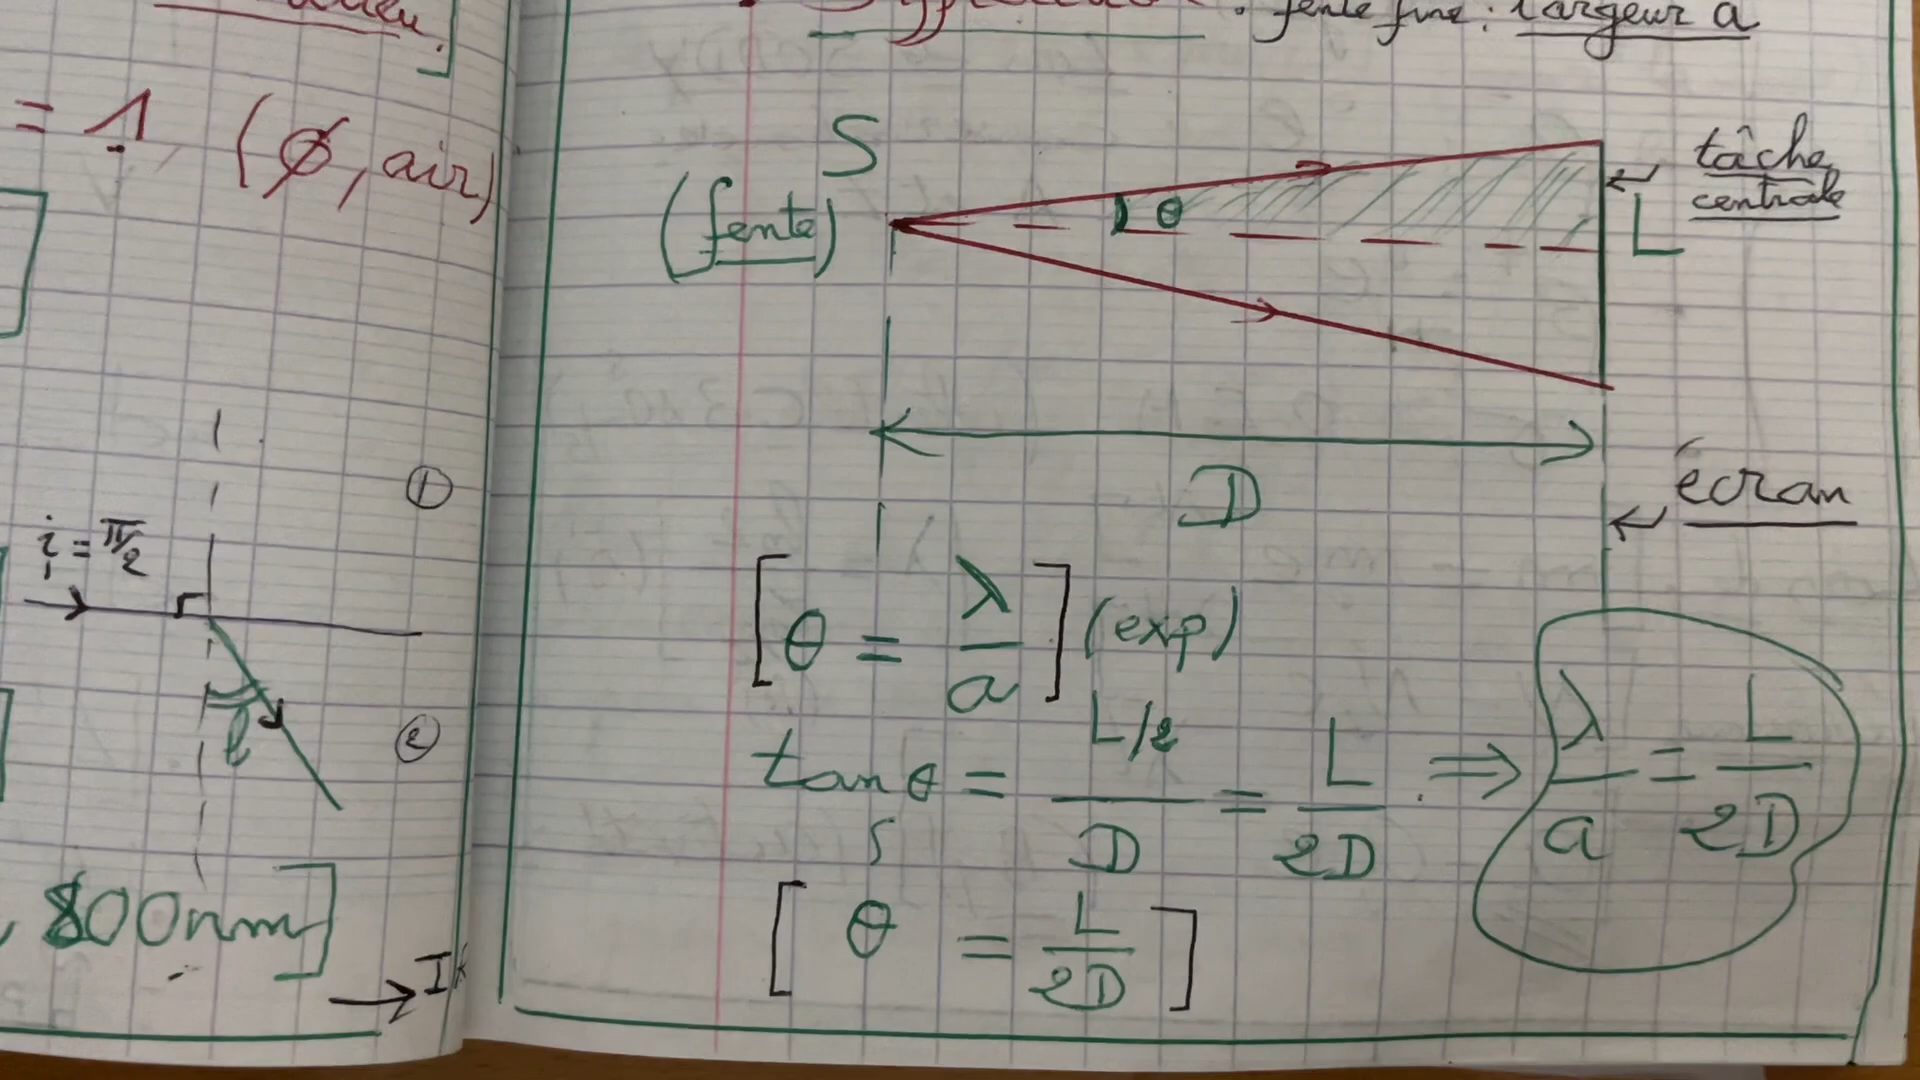 = 1, (Ø, air)
i = π/2
①
②
800nm]
fente fine : largeur a
S
(fente)
θ
tâche
centrale
L
D
écran
[θ = λ/a] (exp)
tan θ = (L/2)/D = L/2D ⇒ λ/a = L/2D
[θ = L/2D]